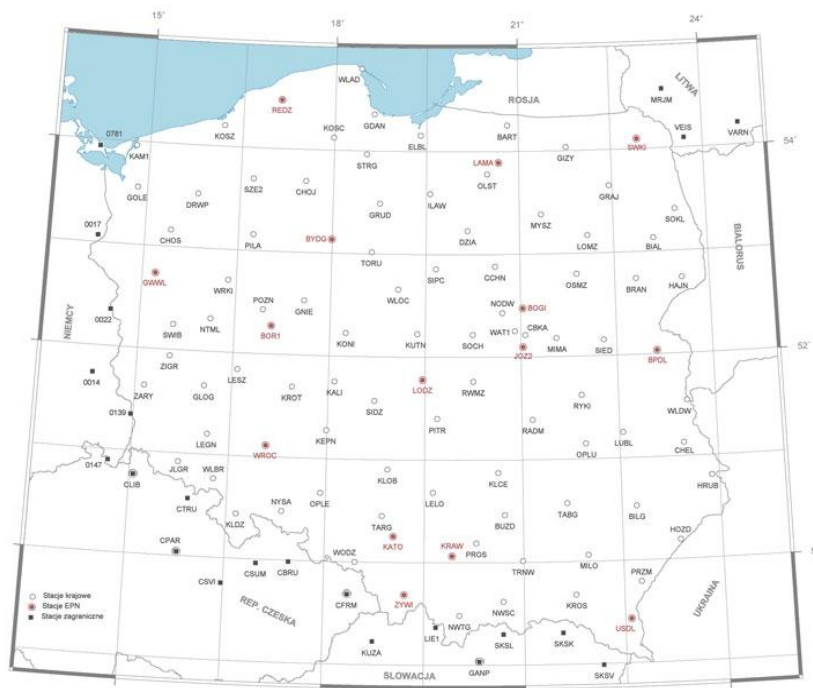 15°
18°
21°
24°
WLAD
REDZ
ROSJA
LITWA
MRJM
0781
KOSZ
KOSC
GDAN
ELBL
BART
SWKI
VEIS
VARN
54°
KAM1
STRG
LAMA
GIZY
GOLE
DRWP
SZE2
CHOJ
OLST
GRAJ
GRUD
ILAW
MYSZ
SOKL
0017
CHOS
PILA
BYDG
DZIA
LOMZ
BIAL
BIALORUS
TORU
GWWL
WRKI
SIPC
CCHN
OSMZ
BRAN
HAJN
POZN
GNIE
WLOC
NODW
BOGI
NIEMCY
0022
SWIB
NTML
BOR1
KONI
KUTN
SOCH
WAT1
CBKA
MIMA
SIED
52°
JOZ2
BPDL
ZIGR
0014
LESZ
ZARY
GLOG
KROT
KALI
LODZ
RWMZ
RYKI
WLDW
0139
SIDZ
PITR
RADM
LEGN
KEPN
LUBL
CHEL
WROC
OPLU
0147
JLGR
CLIB
WLBR
KLOB
KLCE
HRUB
CTRU
KLDZ
NYSA
OPLE
LELO
TABG
BILG
TARG
BUZD
HOZD
CPAR
KATO
KRAW
PROS
WODZ
CSUM
CBRU
TRNW
MILO
CSVI
PRZM
UKRAINA
Stacje krajowe
Stacje EPN
Stacje zagraniczne
REP. CZESKA
CFRM
ZYWI
NWSC
KROS
NWTG
USDL
LIE1
SKSL
SKSK
KUZA
SLOWACJA
GANP
SKSV